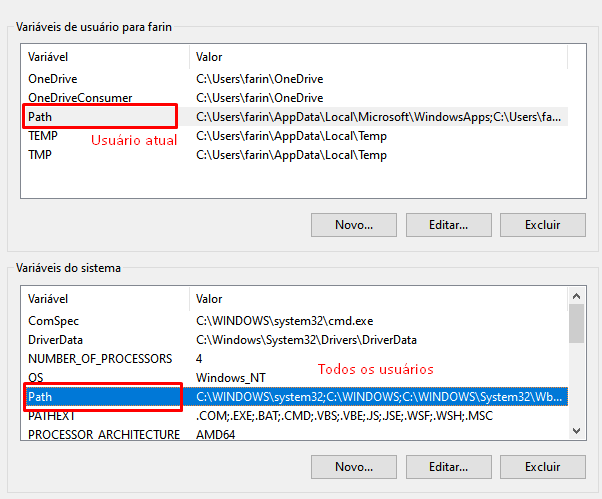 Variáveis de usuário para farin
Variável Valor
OneDrive C:\Users\farin\OneDrive
OneDriveConsumer C:\Users\farin\OneDrive
Path C:\Users\farin\AppData\Local\Microsoft\WindowsApps;C:\Users\fa...
TEMP C:\Users\farin\AppData\Local\Temp
Usuário atual
TMP C:\Users\farin\AppData\Local\Temp
Novo... Editar... Excluir
Variáveis do sistema
Variável Valor
ComSpec C:\WINDOWS\system32\cmd.exe
DriverData C:\Windows\System32\Drivers\DriverData
NUMBER_OF_PROCESSORS 4
Todos os usuários
OS Windows_NT
Path C:\WINDOWS\system32;C:\WINDOWS;C:\WINDOWS\System32\Wb...
PATHEXT .COM;.EXE;.BAT;.CMD;.VBS;.VBE;.JS;.JSE;.WSF;.WSH;.MSC
PROCESSOR_ARCHITECTURE AMD64
Novo... Editar... Excluir